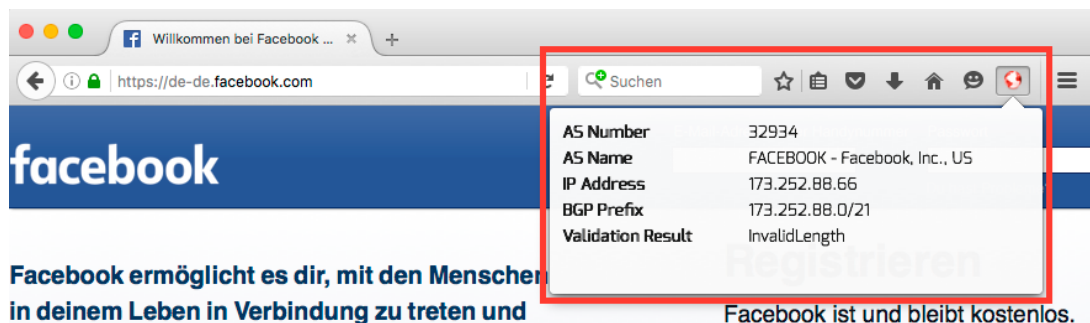 Willkommen bei Facebook ...
https://de-de.facebook.com
Suchen
facebook
AS Number 32934
AS Name FACEBOOK - Facebook, Inc., US
IP Address 173.252.88.66
BGP Prefix 173.252.88.0/21
Validation Result InvalidLength
Registrieren
Facebook ermöglicht es dir, mit den Menschen
in deinem Leben in Verbindung zu treten und
Facebook ist und bleibt kostenlos.